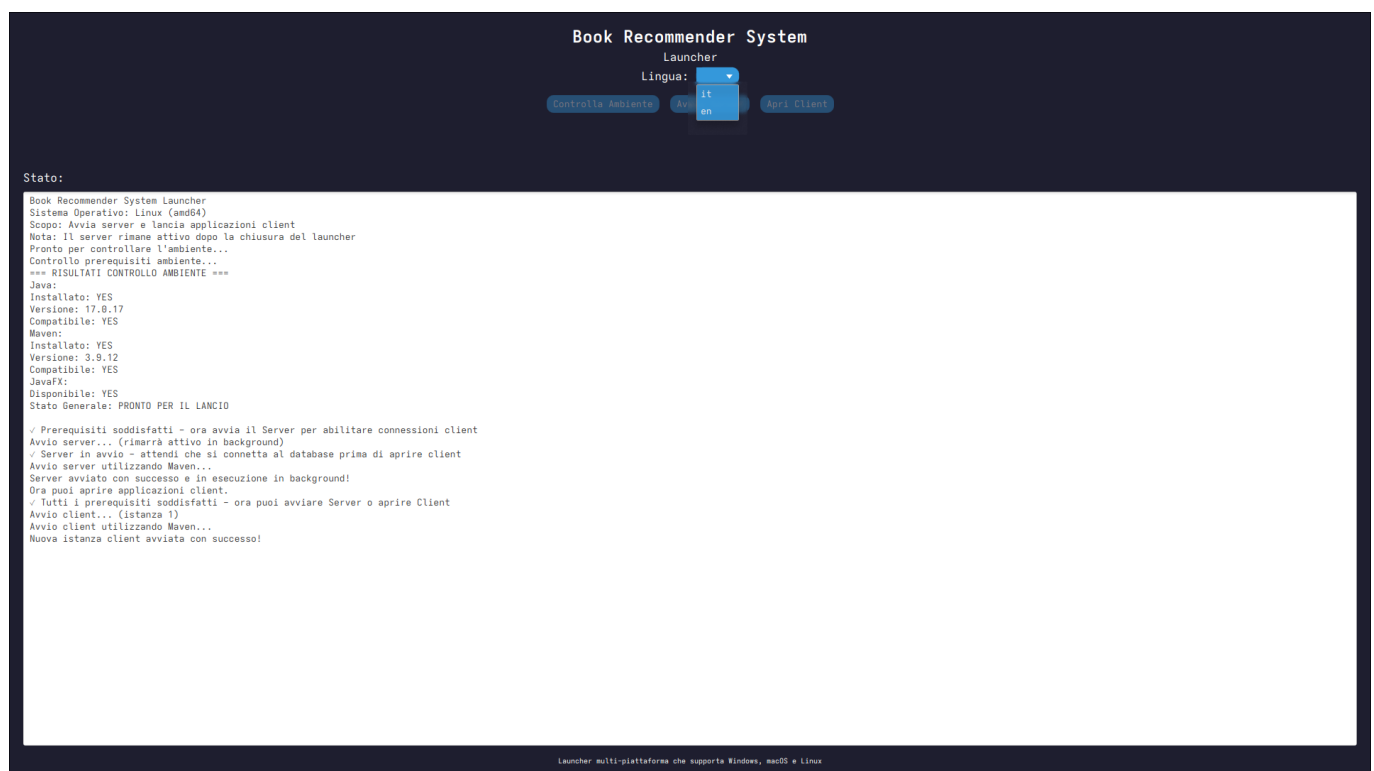 Book Recommender System
Launcher
Lingua:
it
en
Controlla Ambiente
Apri Client
Stato:
Book Recommender System Launcher
Sistema Operativo: Linux (amd64)
Scopo: Avvia server e lancia applicazioni client
Nota: Il server rimane attivo dopo la chiusura del launcher
Pronto per controllare l'ambiente...
Controllo prerequisiti ambiente...
=== RISULTATI CONTROLLO AMBIENTE ===
Java:
Installato: YES
Versione: 17.0.17
Compatibile: YES
Maven:
Installato: YES
Versione: 3.9.12
Compatibile: YES
JavaFX:
Disponibile: YES
Stato Generale: PRONTO PER IL LANCIO
✓ Prerequisiti soddisfatti - ora avvia il Server per abilitare connessioni client
Avvio server... (rimarrà attivo in background)
✓ Server in avvio - attendi che si connetta al database prima di aprire client
Avvio server utilizzando Maven...
Server avviato con successo e in esecuzione in background!
Ora puoi aprire applicazioni client.
✓ Tutti i prerequisiti soddisfatti - ora puoi avviare Server o aprire Client
Avvio client... (istanza 1)
Avvio client utilizzando Maven...
Nuova istanza client avviata con successo!
Launcher multi-piattaforma che supporta Windows, macOS e Linux